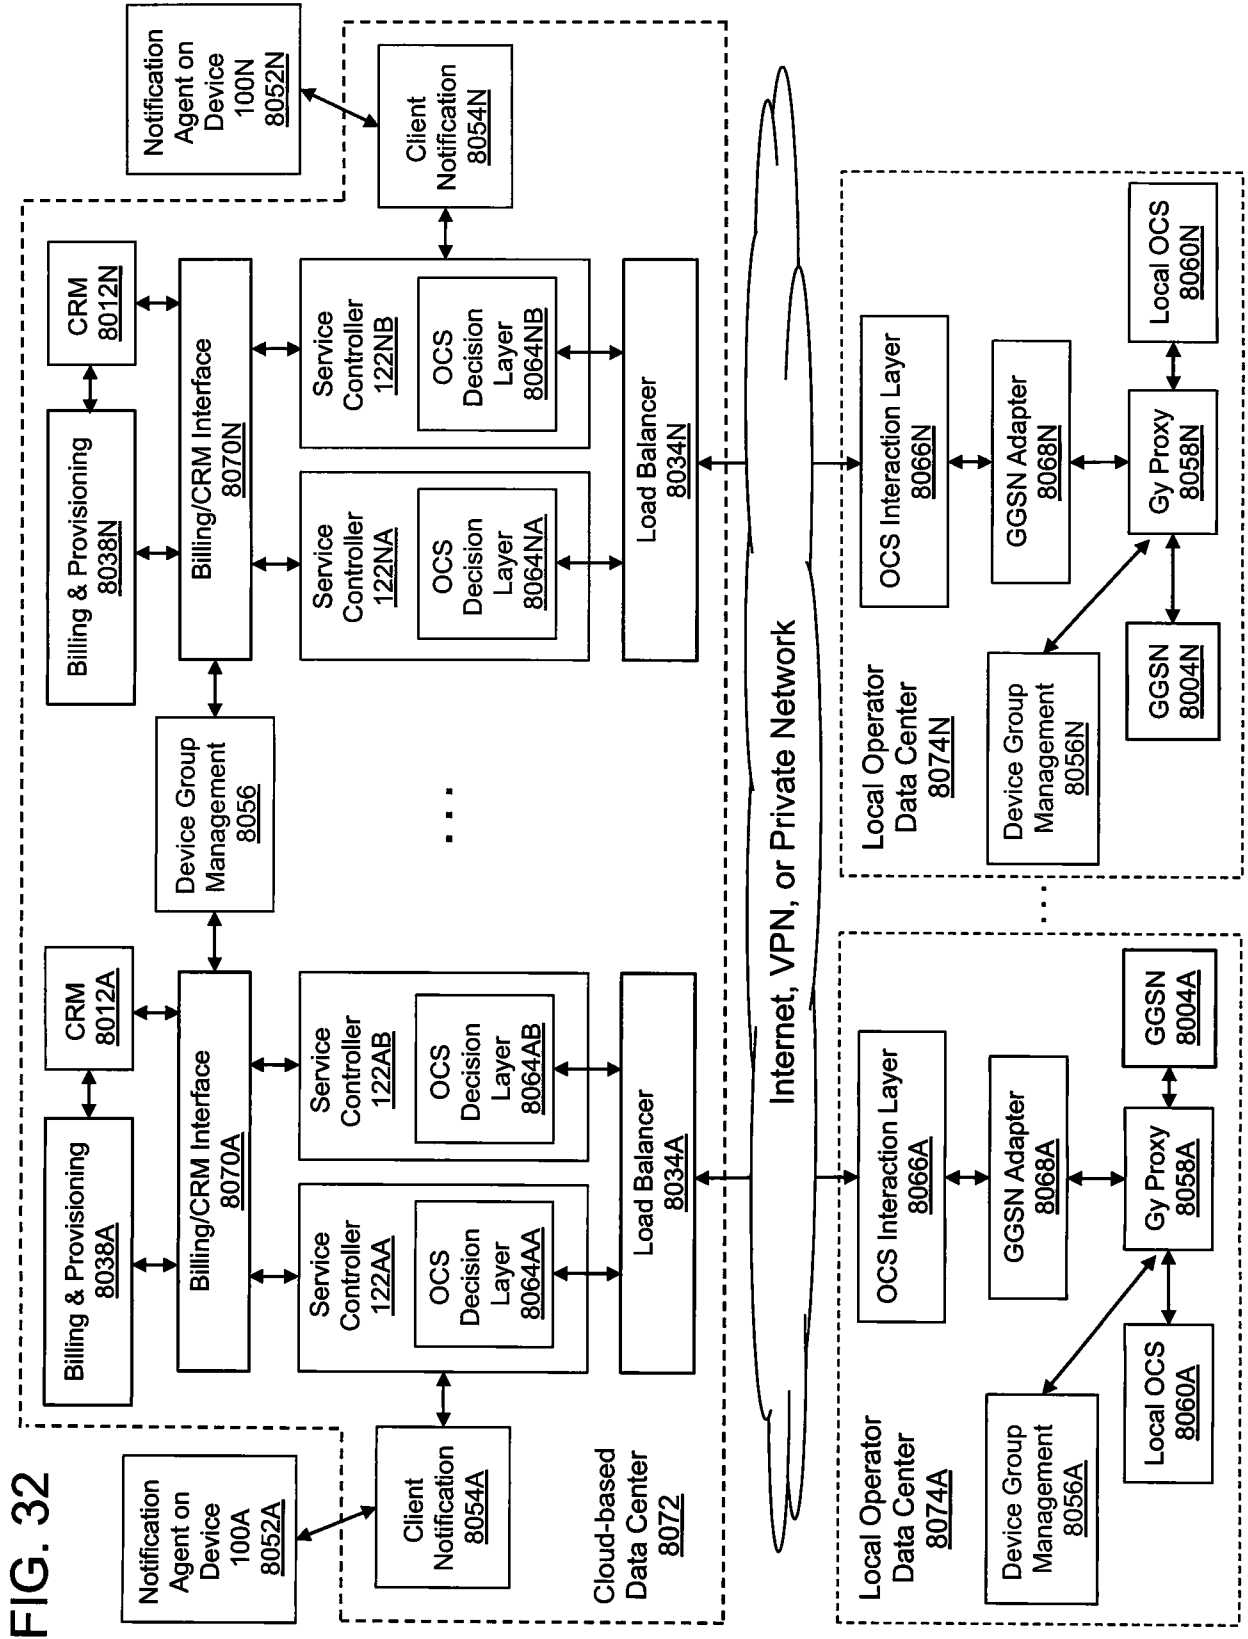 FIG. 32
Notification
Agent on
Device
100A
8052A
Billing & Provisioning
8038A
CRM
8012A
Billing/CRM Interface
8070A
Device Group
Management
8056
Billing & Provisioning
8038N
CRM
8012N
Billing/CRM Interface
8070N
Notification
Agent on
Device
100N
8052N
Client
Notification
8054A
Service
Controller
122AA
OCS
Decision
Layer
8064AA
Service
Controller
122AB
OCS
Decision
Layer
8064AB
. . .
Service
Controller
122NA
OCS
Decision
Layer
8064NA
Service
Controller
122NB
OCS
Decision
Layer
8064NB
Client
Notification
8054N
Cloud-based
Data Center
8072
Load Balancer
8034A
Load Balancer
8034N
Internet, VPN, or Private Network
Local Operator
Data Center
8074A
OCS Interaction Layer
8066A
GGSN Adapter
8068A
Device Group
Management
8056A
Gy Proxy
8058A
Local OCS
8060A
GGSN
8004A
. . .
Local Operator
Data Center
8074N
OCS Interaction Layer
8066N
GGSN Adapter
8068N
Device Group
Management
8056N
Gy Proxy
8058N
GGSN
8004N
Local OCS
8060N